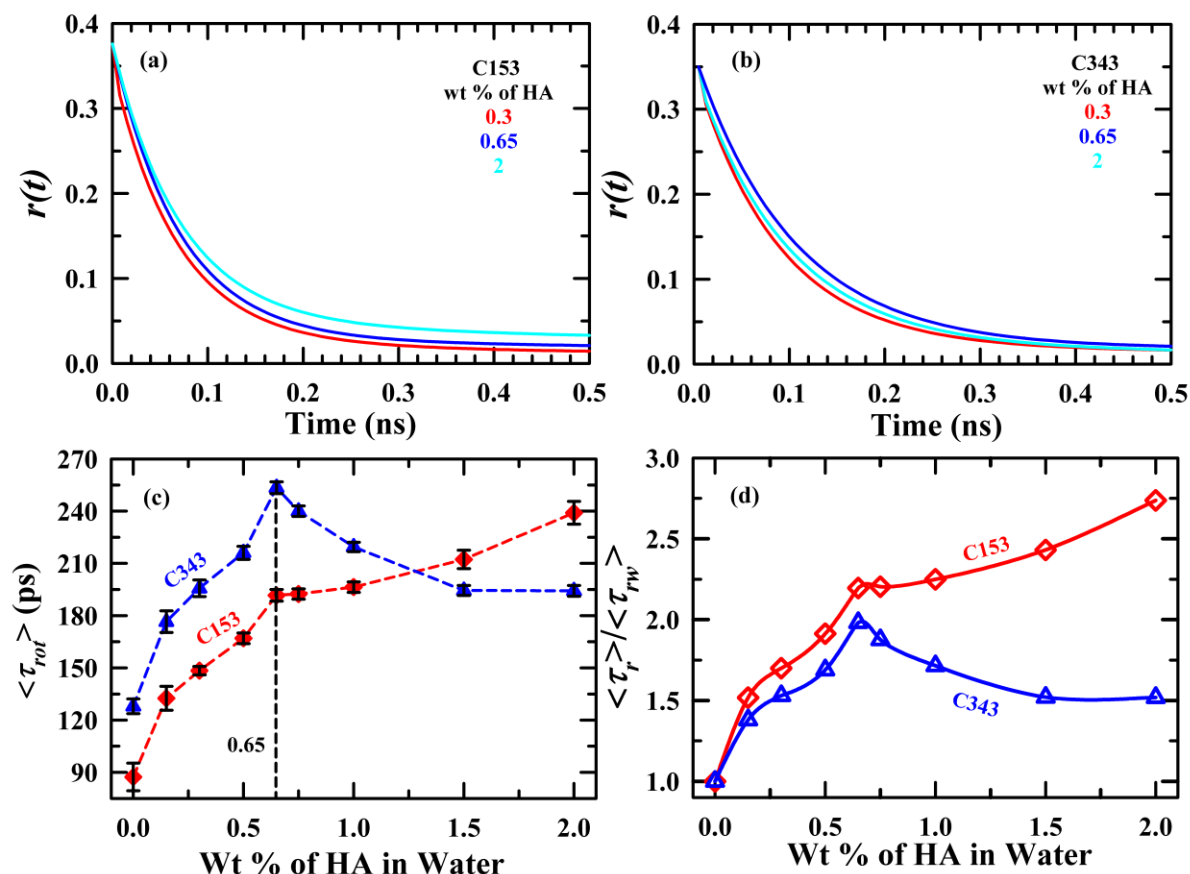 (a)
C153
wt % of HA
0.3
0.65
2
r(t)
0.4
0.3
0.2
0.1
0.0
0.0 0.1 0.2 0.3 0.4 0.5
Time (ns)
(b)
C343
wt % of HA
0.3
0.65
2
r(t)
0.4
0.3
0.2
0.1
0.0
0.0 0.1 0.2 0.3 0.4 0.5
Time (ns)
(c)
C343
C153
0.65
<τrot> (ps)
270
240
210
180
150
120
90
0.0 0.5 1.0 1.5 2.0
Wt % of HA in Water
(d)
C153
C343
<τr>/<τrw>
3.0
2.5
2.0
1.5
1.0
0.0 0.5 1.0 1.5 2.0
Wt % of HA in Water